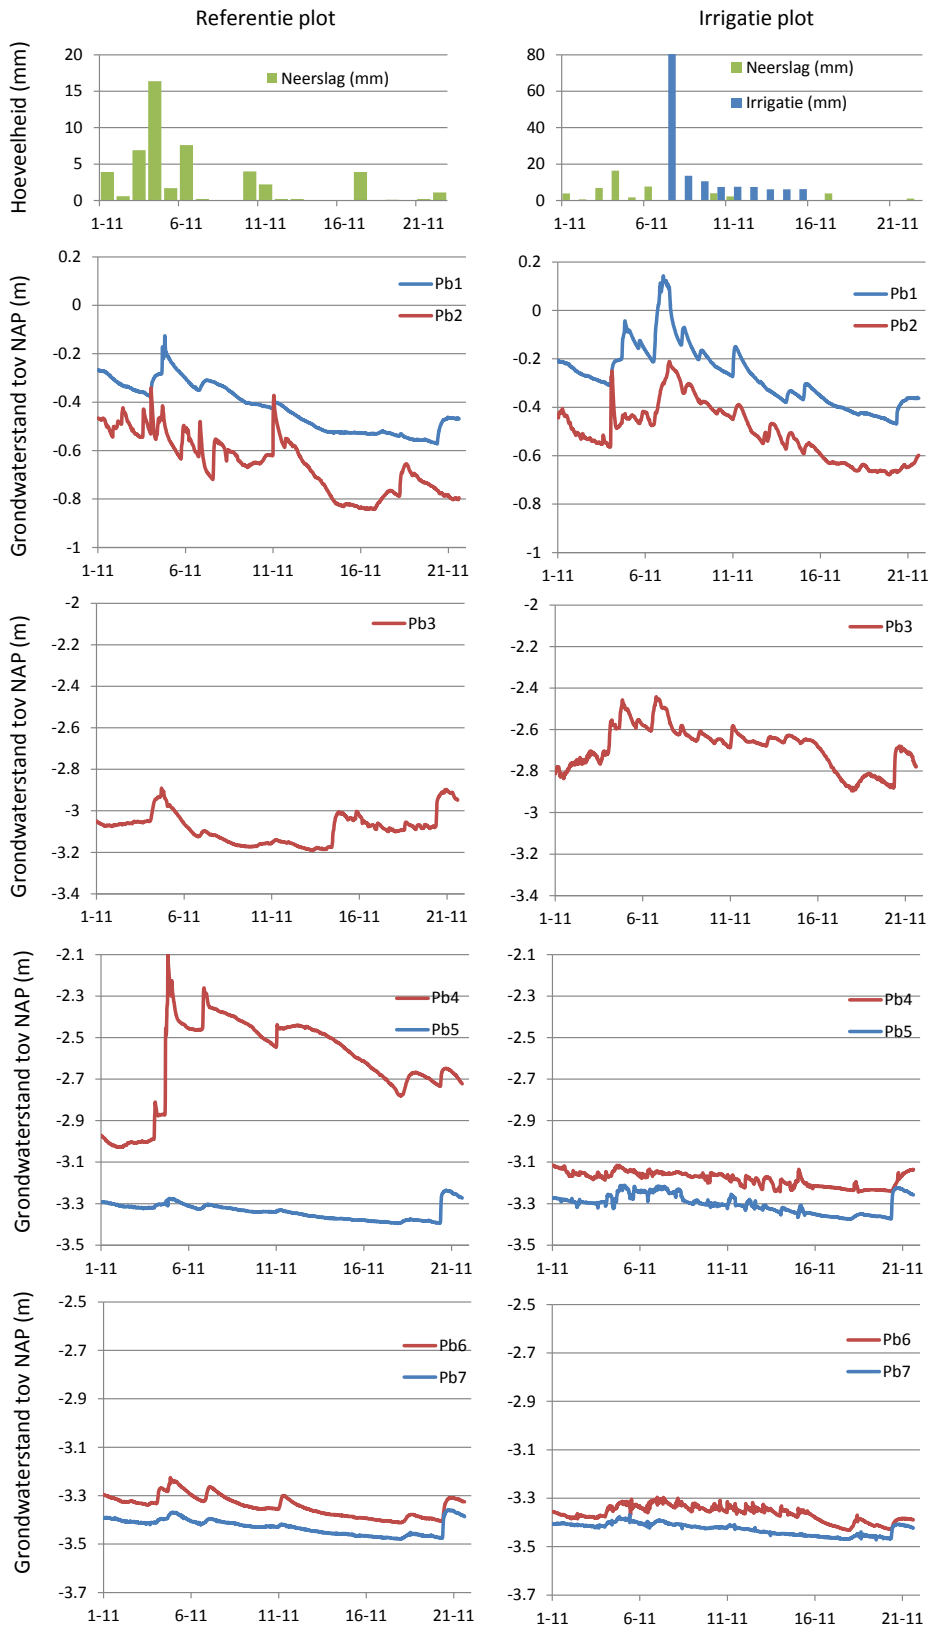 Referentie plot
Irrigatie plot
Hoeveelheid (mm)
20
15
10
5
0
Neerslag (mm)
1-11 6-11 11-11 16-11 21-11
80
60
40
20
0
Neerslag (mm)
Irrigatie (mm)
1-11 6-11 11-11 16-11 21-11
Grondwaterstand tov NAP (m)
0.2
0
-0.2
-0.4
-0.6
-0.8
-1
Pb1
Pb2
1-11 6-11 11-11 16-11 21-11
0.2
0
-0.2
-0.4
-0.6
-0.8
-1
Pb1
Pb2
1-11 6-11 11-11 16-11 21-11
Grondwaterstand tov NAP (m)
-2
-2.2
-2.4
-2.6
-2.8
-3
-3.2
-3.4
Pb3
1-11 6-11 11-11 16-11 21-11
-2
-2.2
-2.4
-2.6
-2.8
-3
-3.2
-3.4
Pb3
1-11 6-11 11-11 16-11 21-11
Grondwaterstand tov NAP (m)
-2.1
-2.3
-2.5
-2.7
-2.9
-3.1
-3.3
-3.5
Pb4
Pb5
1-11 6-11 11-11 16-11 21-11
-2.1
-2.3
-2.5
-2.7
-2.9
-3.1
-3.3
-3.5
Pb4
Pb5
1-11 6-11 11-11 16-11 21-11
Grondwaterstand tov NAP (m)
-2.5
-2.7
-2.9
-3.1
-3.3
-3.5
-3.7
Pb6
Pb7
1-11 6-11 11-11 16-11 21-11
-2.5
-2.7
-2.9
-3.1
-3.3
-3.5
-3.7
Pb6
Pb7
1-11 6-11 11-11 16-11 21-11